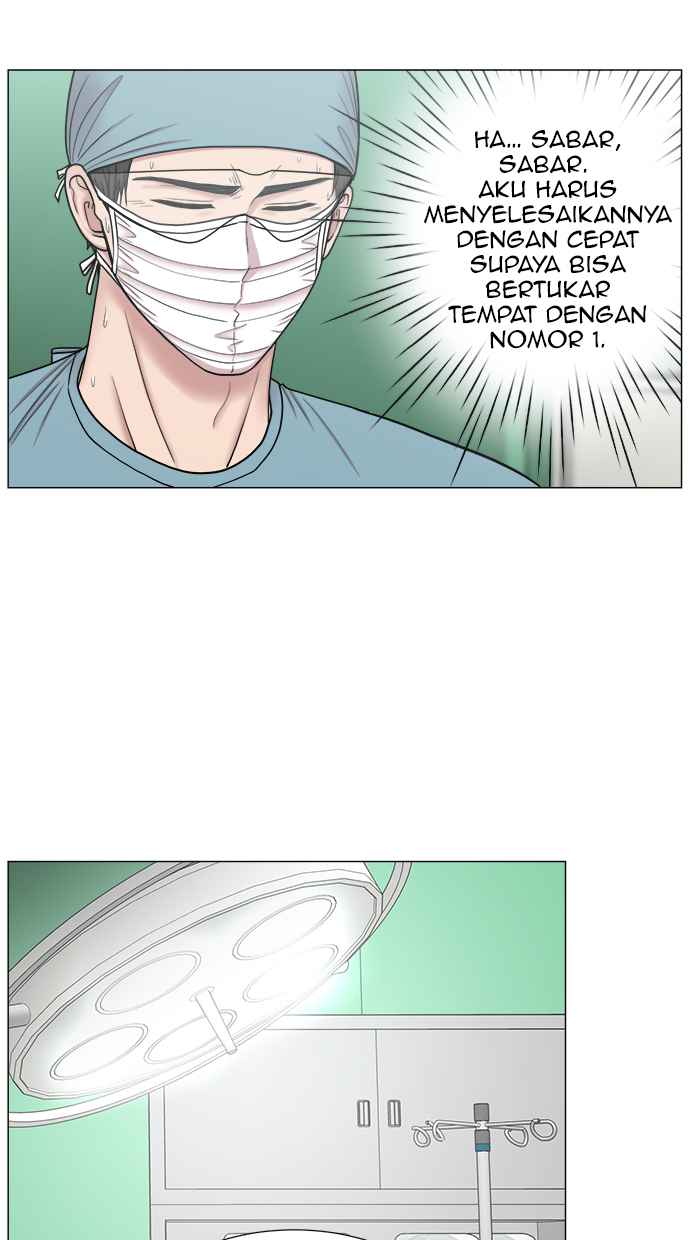 HA... SABAR,
SABAR.
AKU HARUS
MENYELESAIKANNYA
DENGAN CEPAT
SUPAYA BISA
BERTUKAR
TEMPAT DENGAN
NOMOR 1.